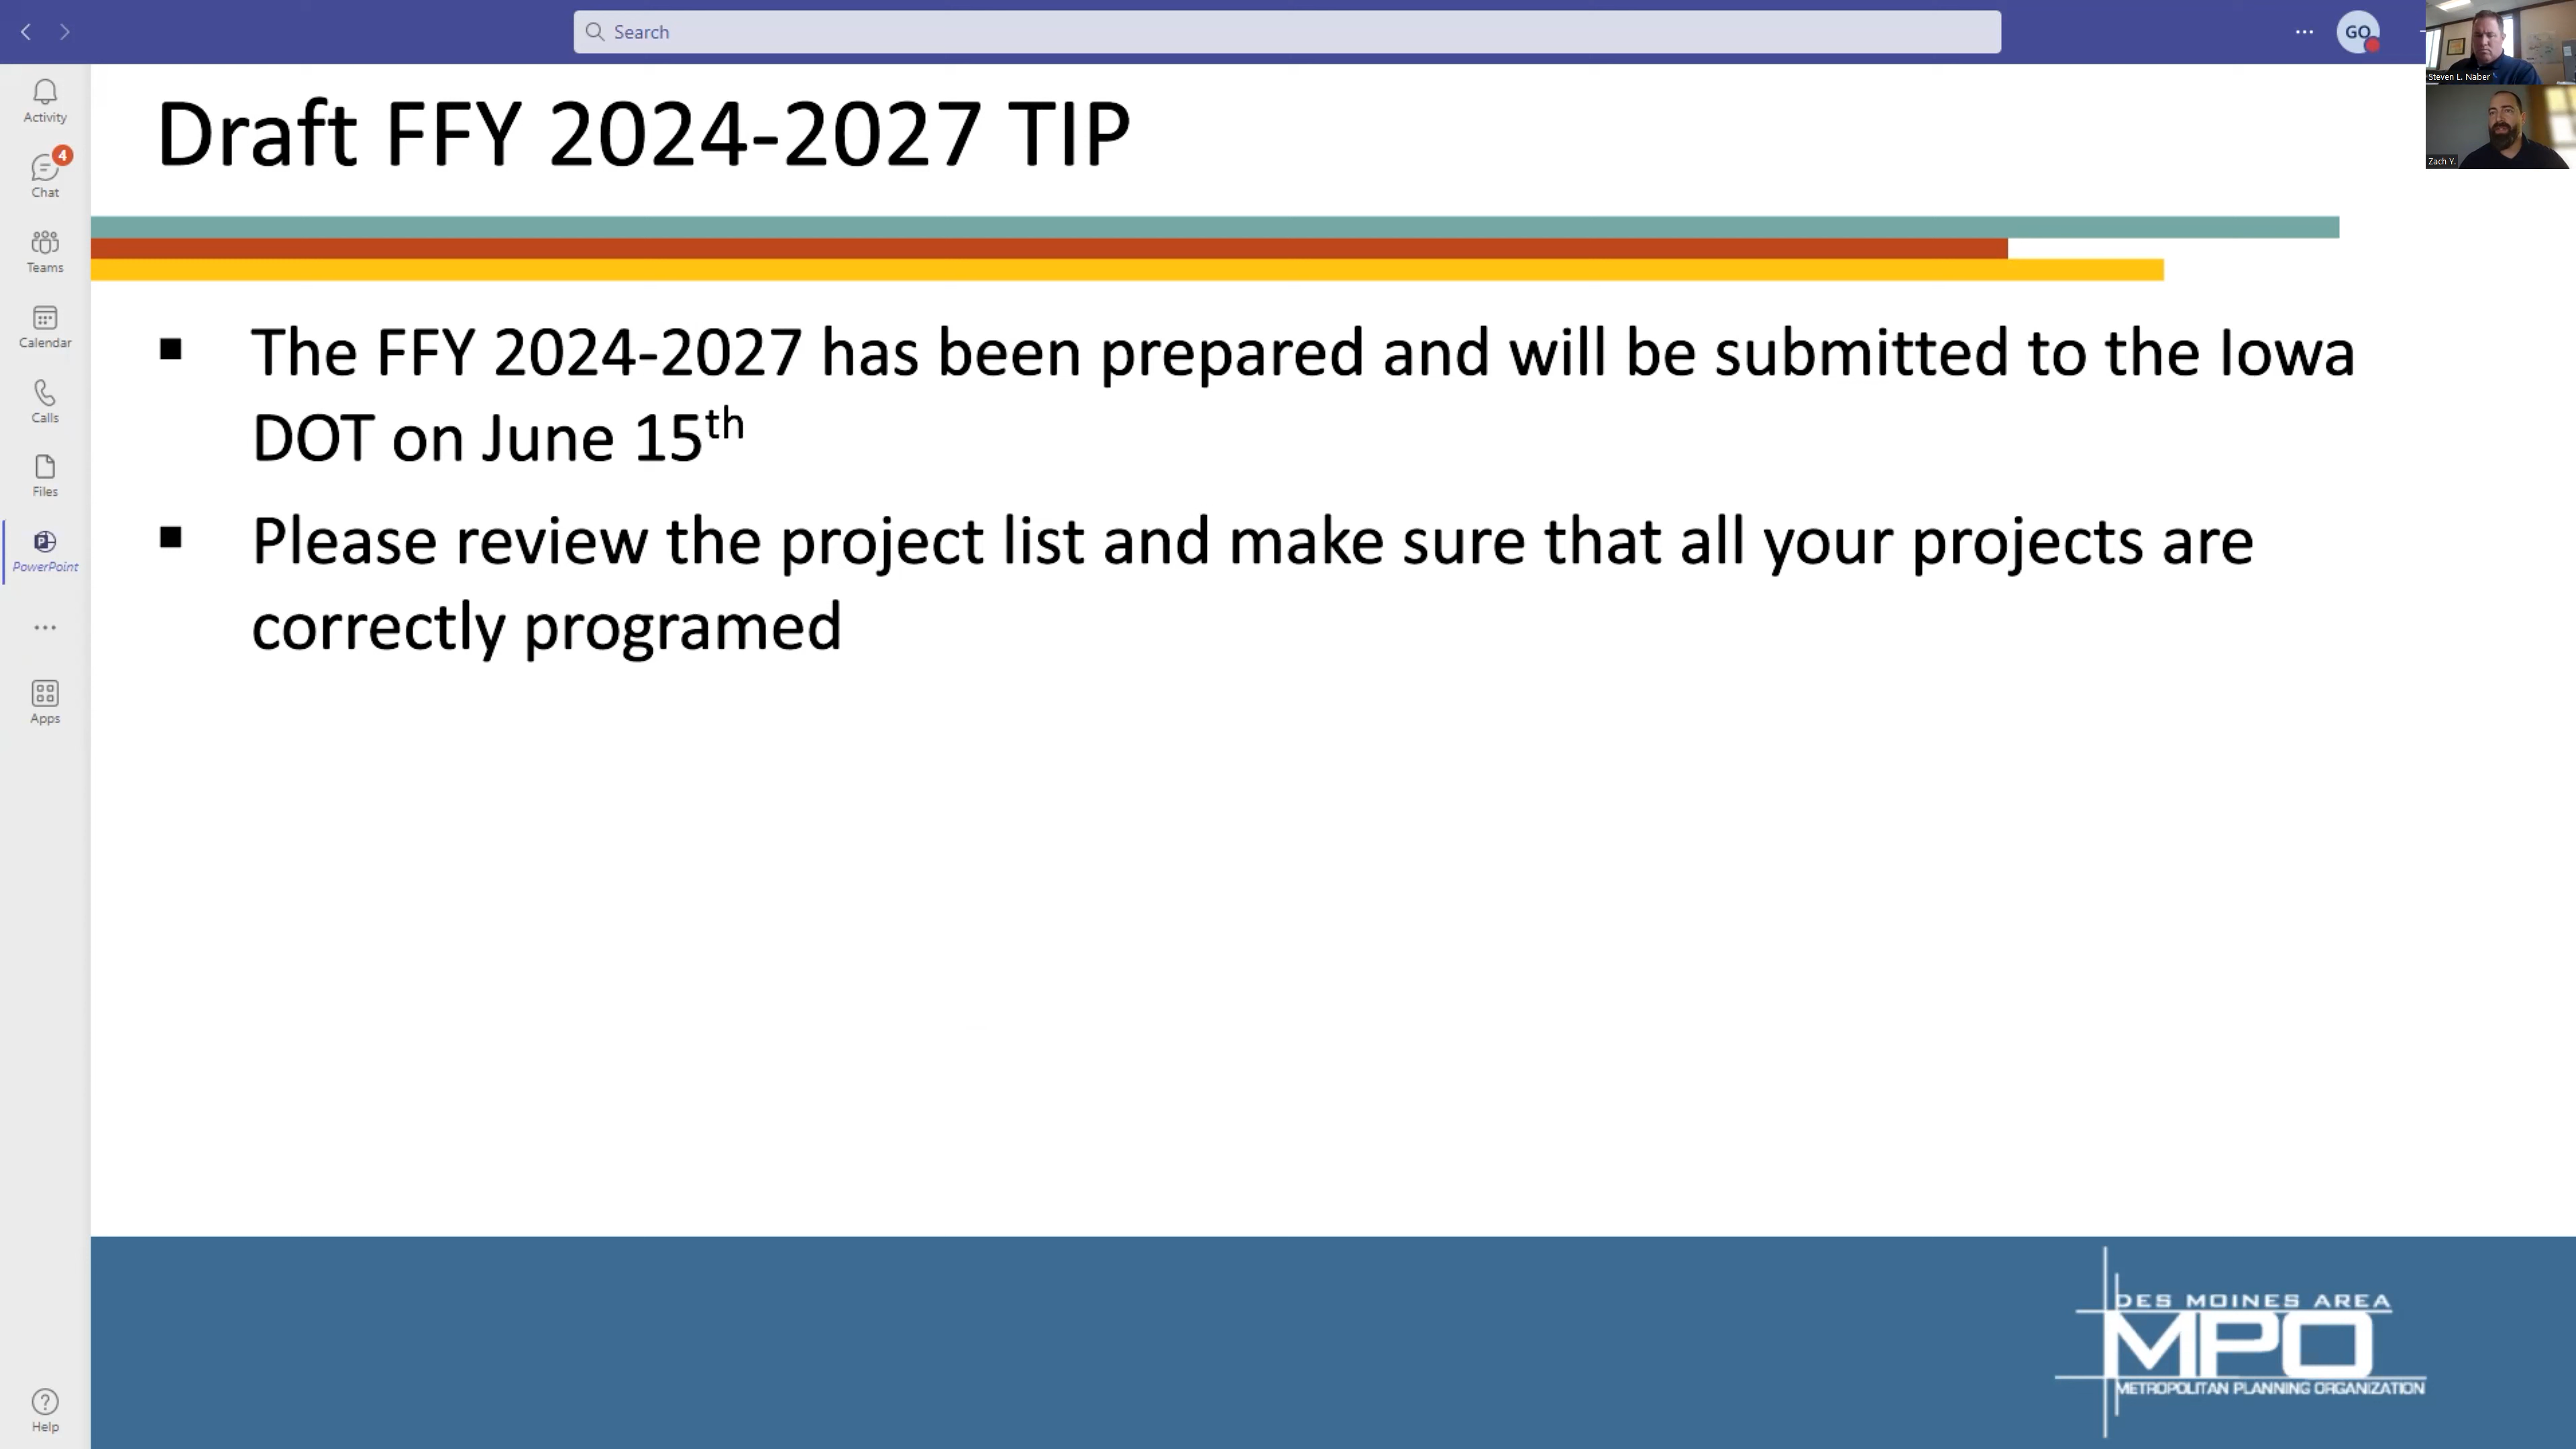 Search
GO
Steven L. Naber
Zach Y.
Activity
4
Chat
Teams
Calendar
Calls
Files
PowerPoint
Apps
Help
Draft FFY 2024-2027 TIP
The FFY 2024-2027 has been prepared and will be submitted to the Iowa
DOT on June 15th
Please review the project list and make sure that all your projects are
correctly programed
DES MOINES AREA
MPO
METROPOLITAN PLANNING ORGANIZATION